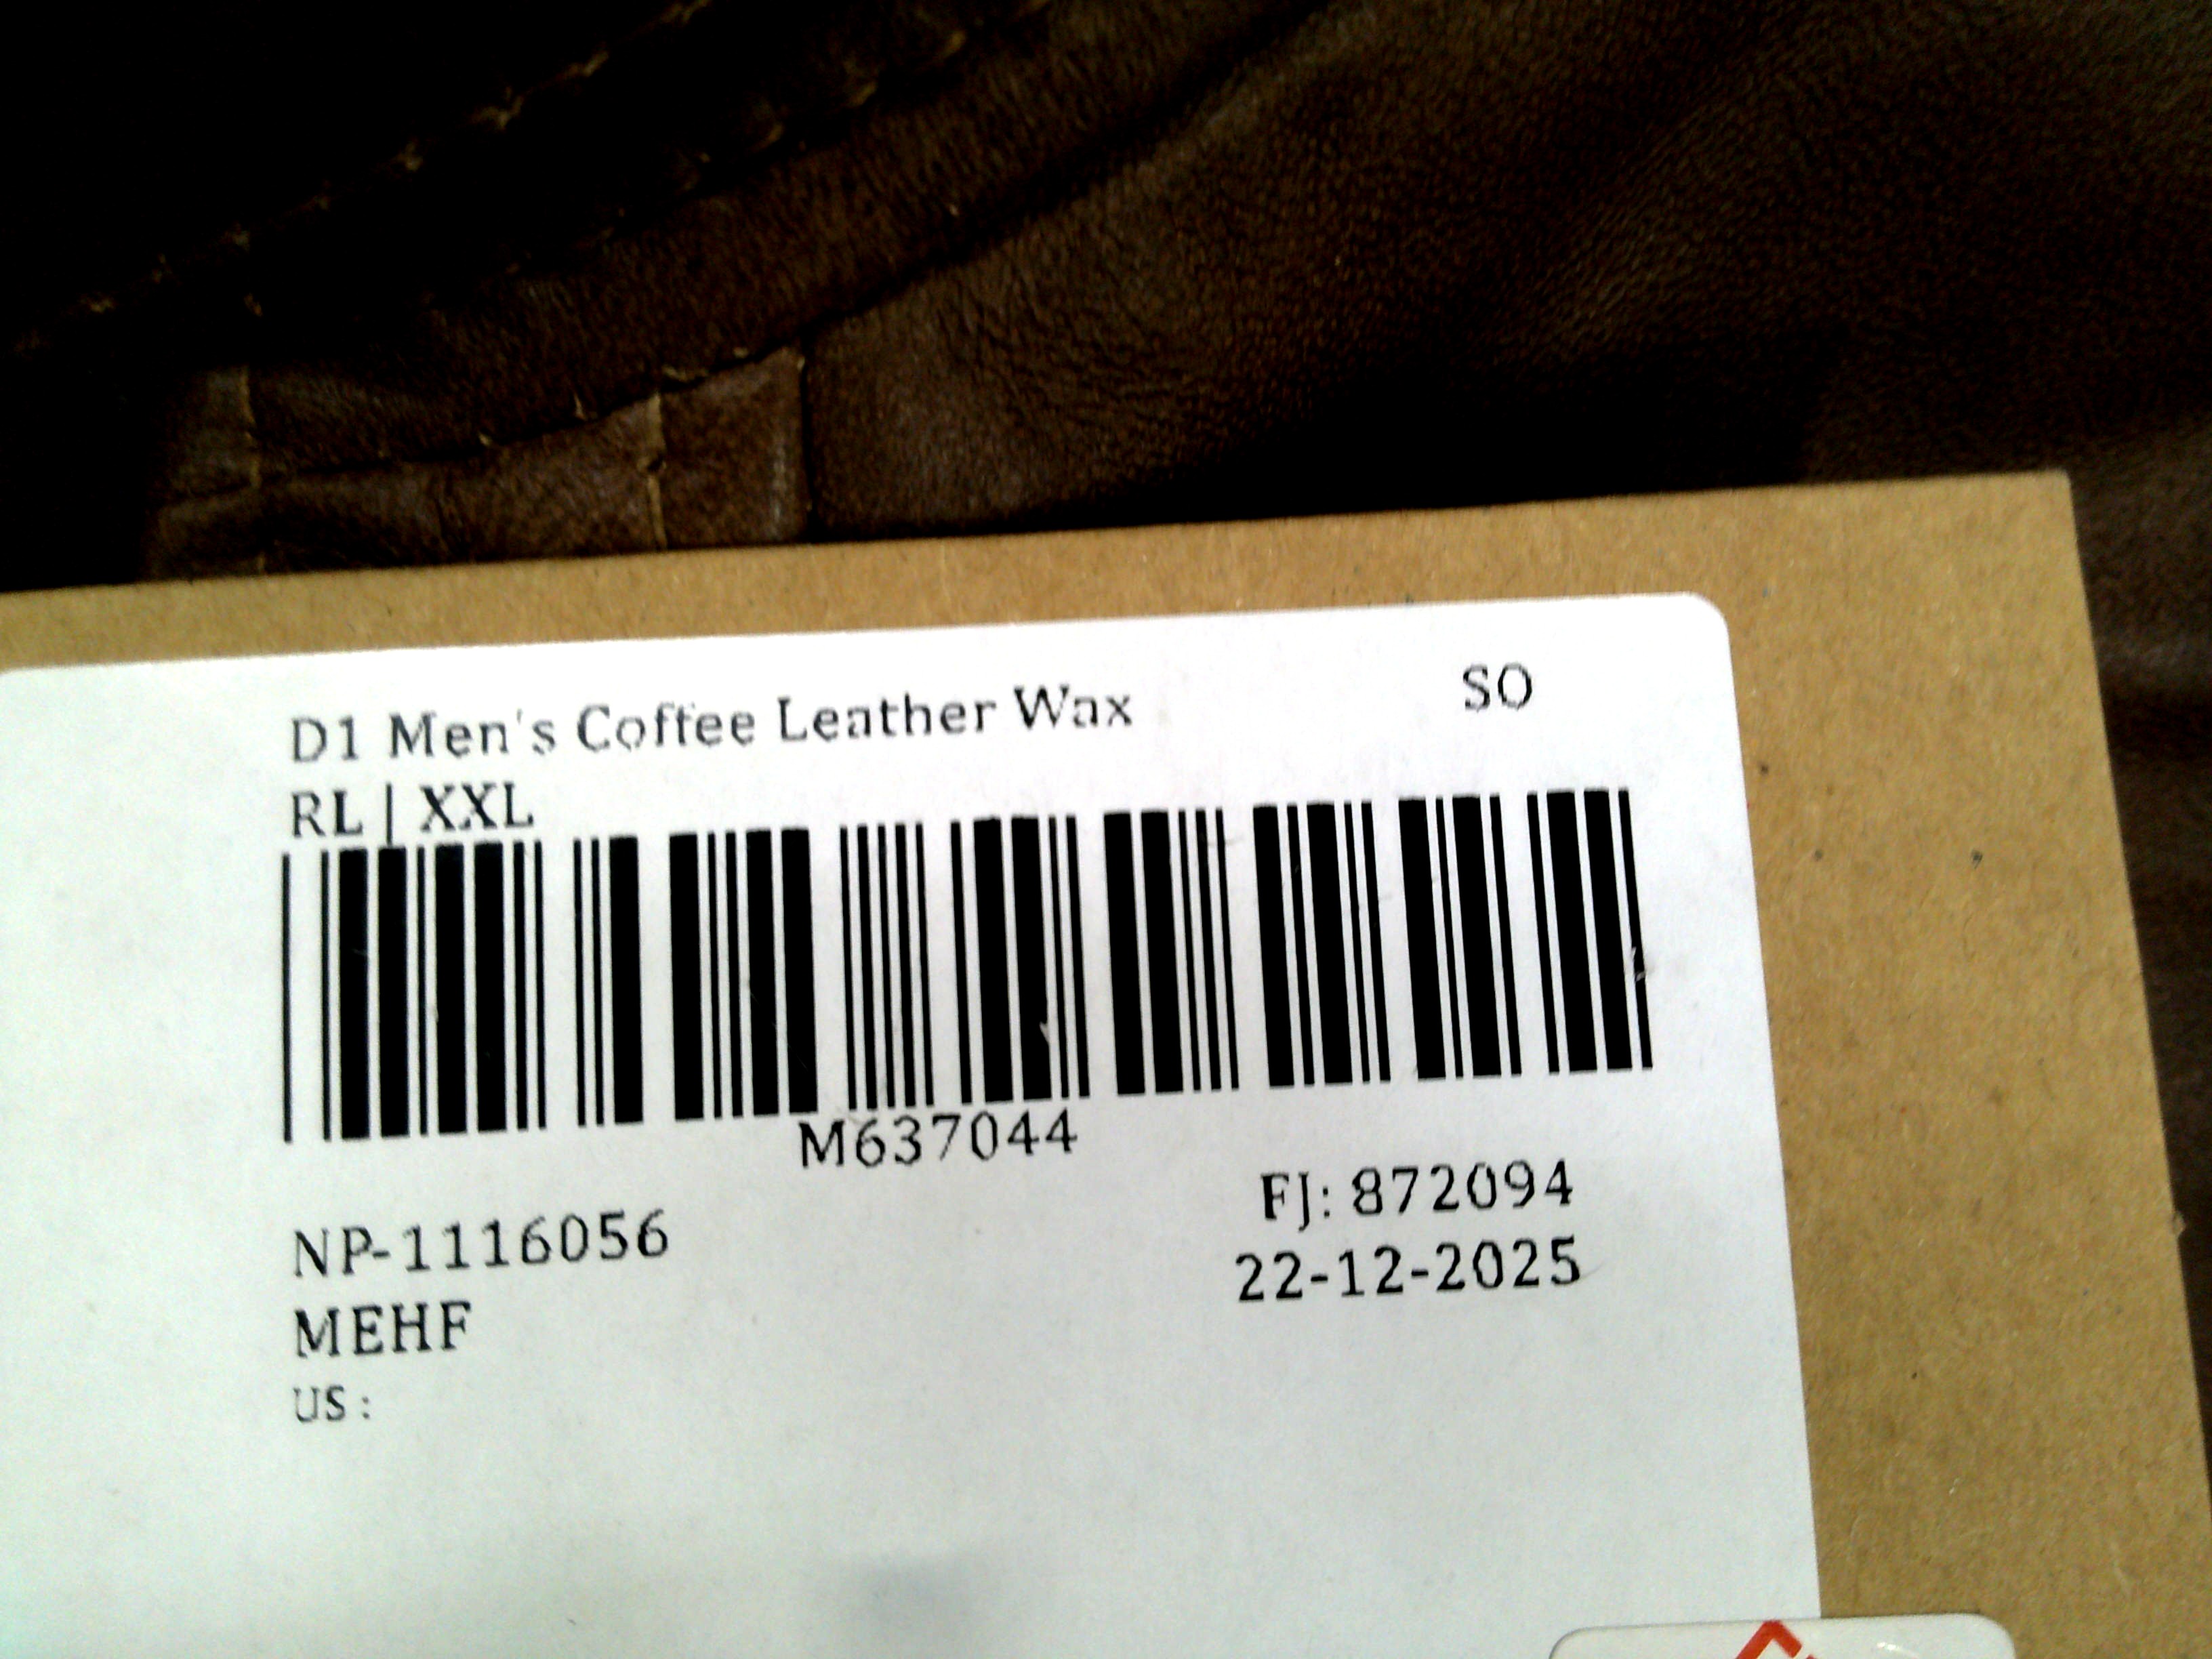 D1 Men's Coffee Leather Wax SO
RL | XXL
M637044
FJ: 872094
NP-1116056
22-12-2025
MEHF
US :